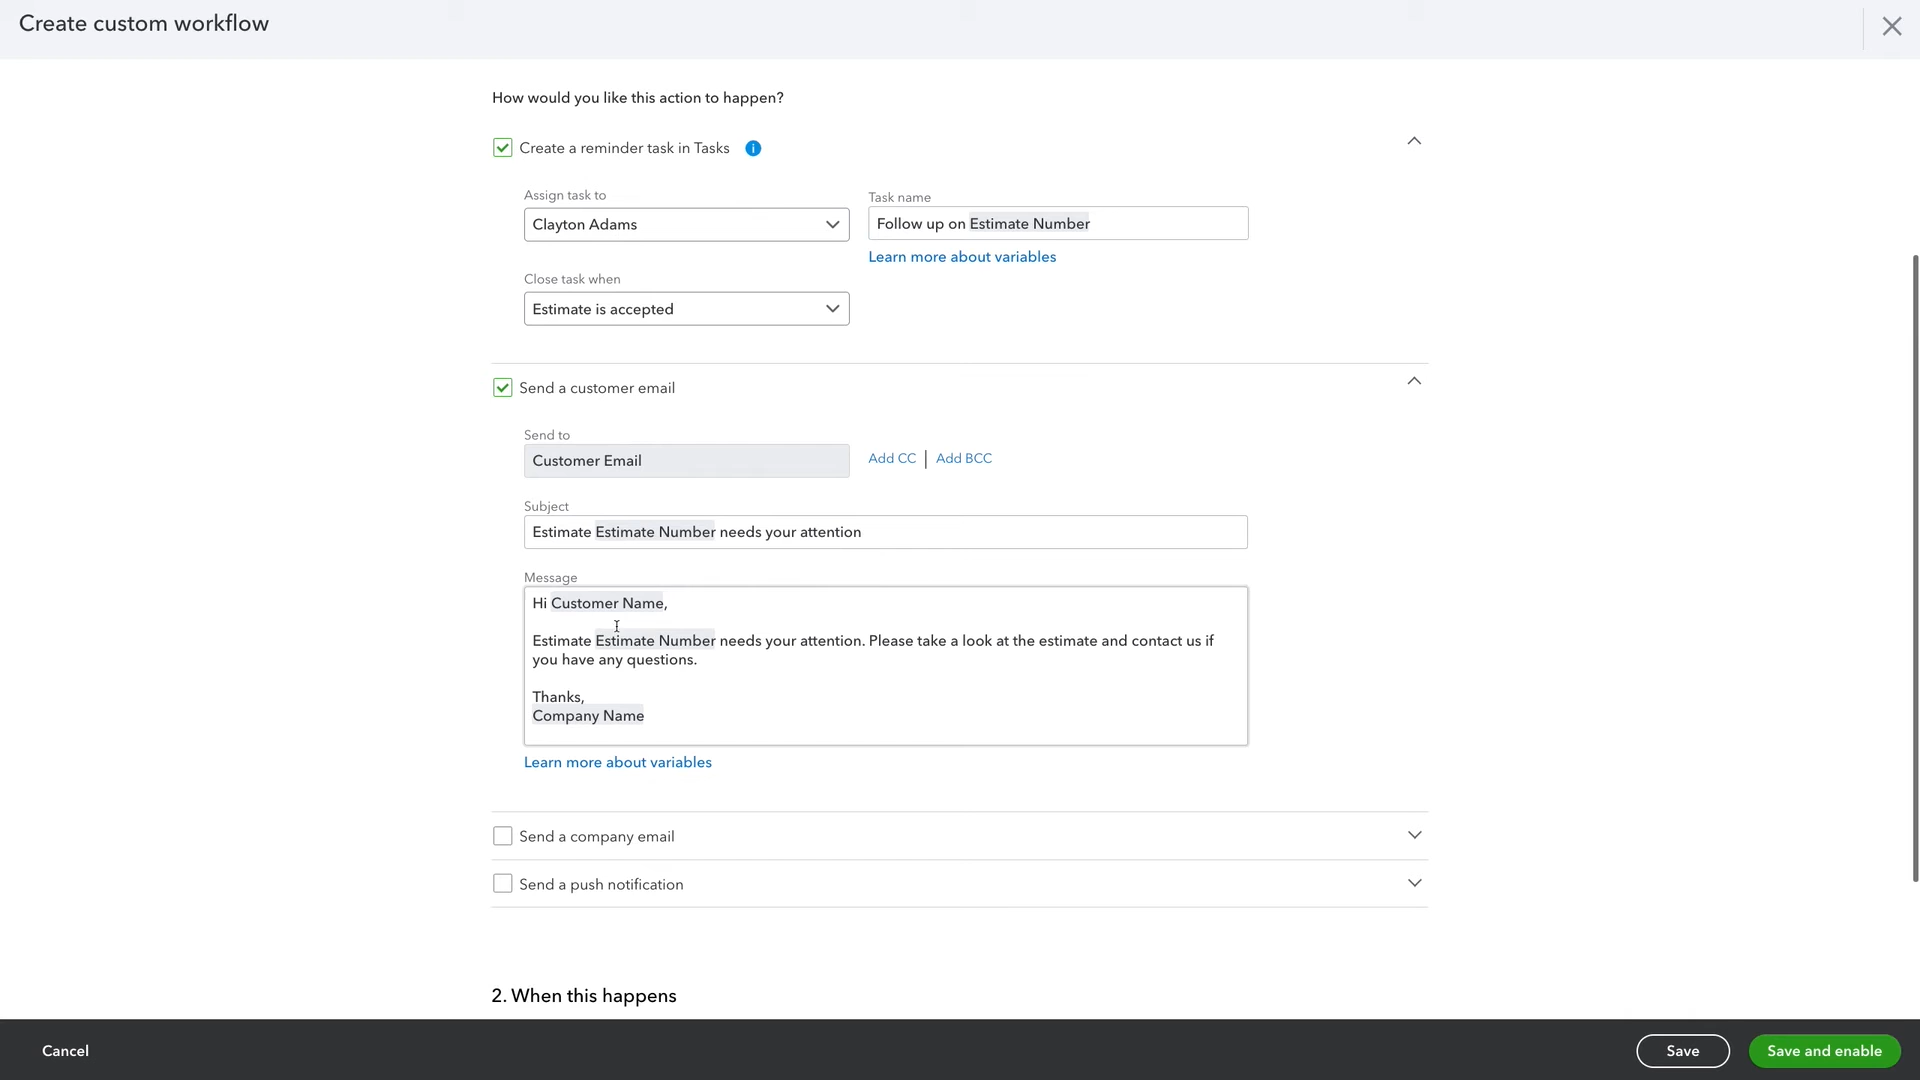 Create custom workflow
How would you like this action to happen?
Create a reminder task in Tasks
Assign task to
Clayton Adams
Task name
Follow up on Estimate Number
Learn more about variables
Close task when
Estimate is accepted
Send a customer email
Send to
Customer Email
Add CC | Add BCC
Subject
Estimate Estimate Number needs your attention
Message
Hi Customer Name,
Estimate Estimate Number needs your attention. Please take a look at the estimate and contact us if
you have any questions.
Thanks,
Company Name
Learn more about variables
Send a company email
Send a push notification
2. When this happens
Cancel
Save
Save and enable